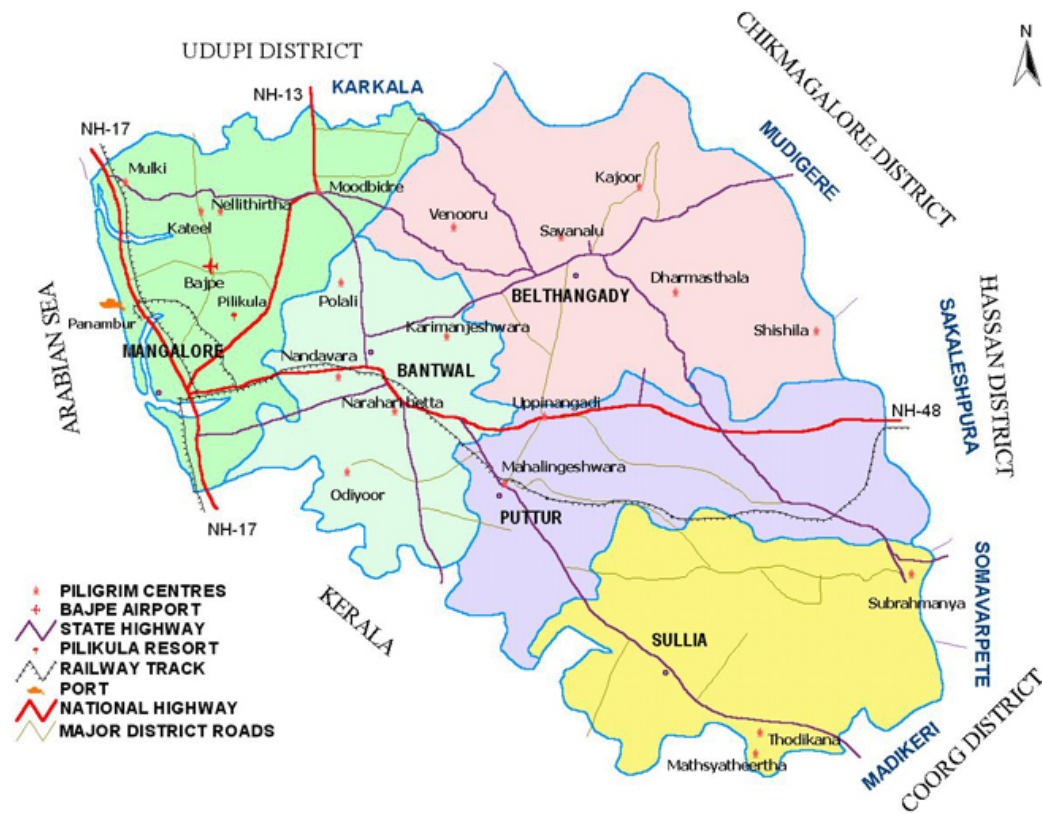 UDUPI DISTRICT
CHIKMAGALORE DISTRICT
N
NH-13
KARKALA
NH-17
MUDIGERE
Mulki
Moodbidre
Kajoor
Nellithirtha
Venooru
Kateel
Savanalu
Bajpe
Polali
BELTHANGADY
Dharmasthala
HASSAN DISTRICT
Pilikula
Panambur
Karimanjeshwara
Shishila
SAKALESHPURA
ARABIAN SEA
MANGALORE
Nandavara
BANTWAL
Narahari betta
Uppinangadi
NH-48
Mahalingeshwara
Odiyoor
PUTTUR
NH-17
SOMAVARPETE
KERALA
Subrahmanya
SULLIA
COORG DISTRICT
MADIKERI
Thodikana
Mathsyatheertha
PILIGRIM CENTRES
BAJPE AIRPORT
STATE HIGHWAY
PILIKULA RESORT
RAILWAY TRACK
PORT
NATIONAL HIGHWAY
MAJOR DISTRICT ROADS